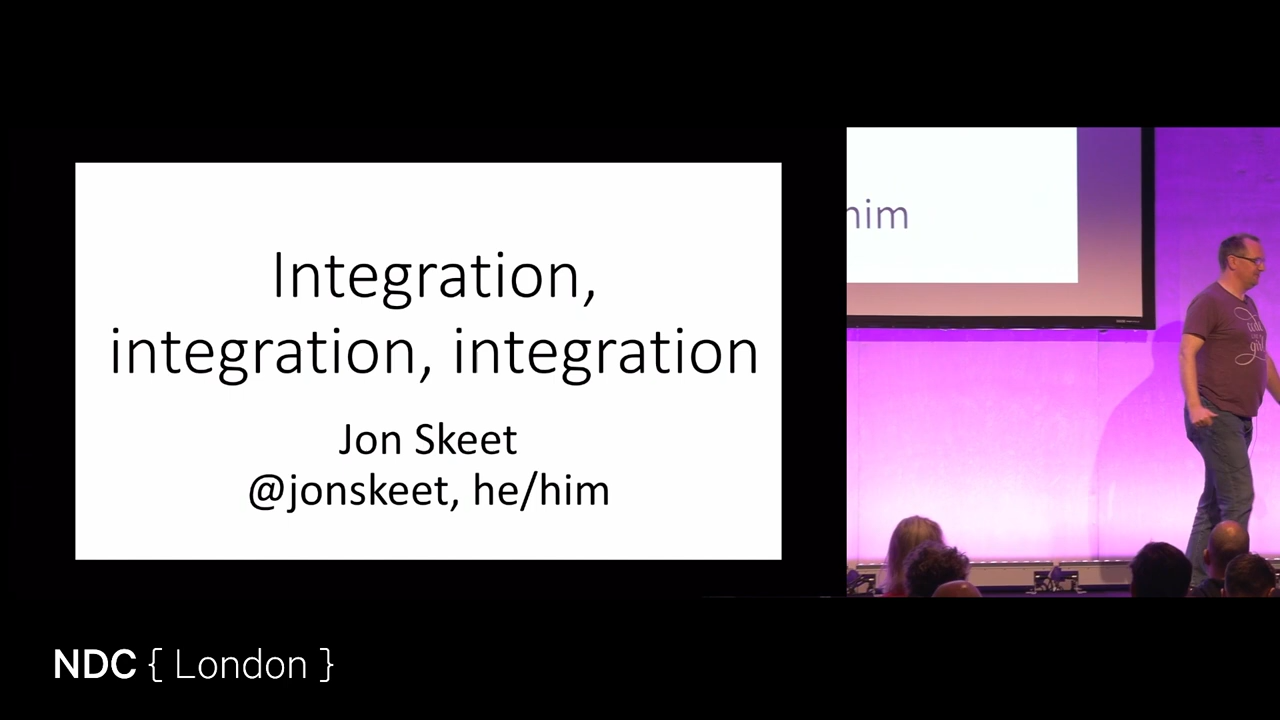 Integration,
integration, integration
Jon Skeet
@jonskeet, he/him
him
NDC { London }